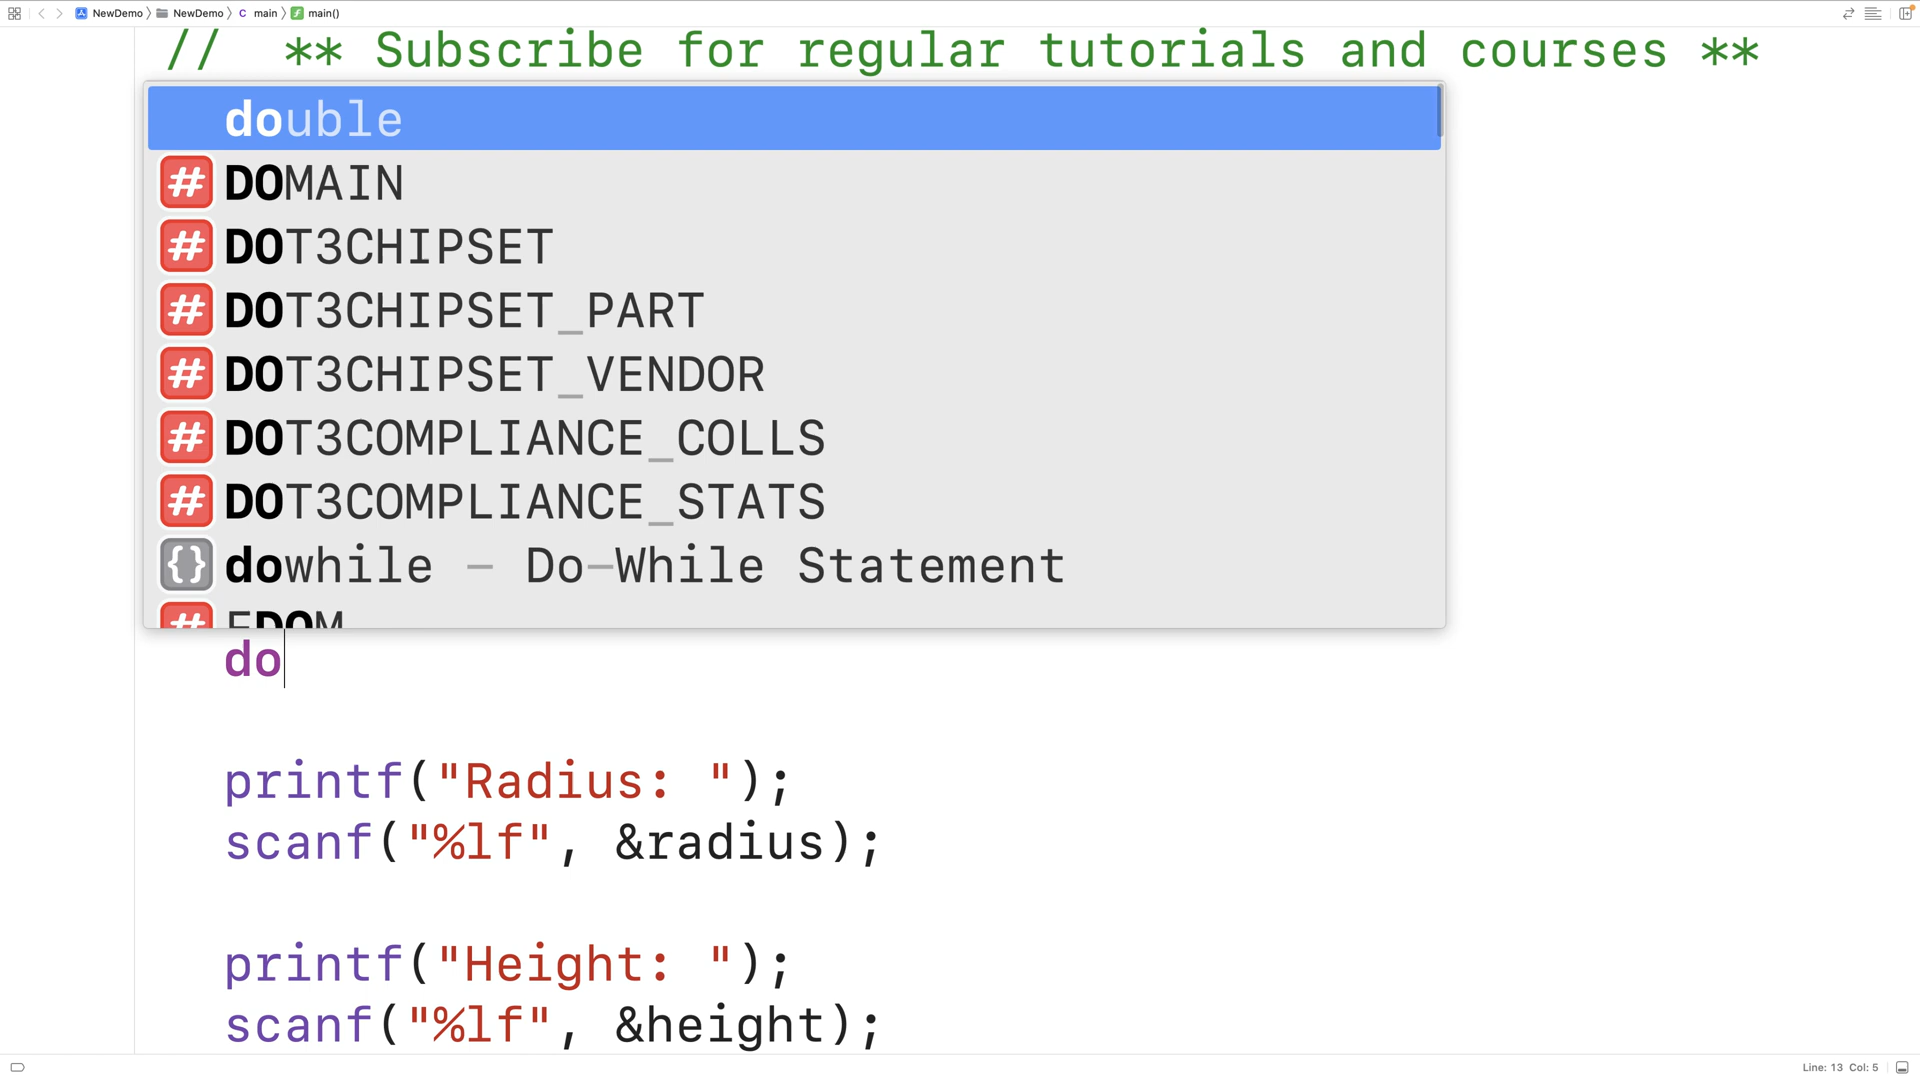 NewDemo NewDemo C main f main()
// ** Subscribe for regular tutorials and courses **
double
# DOMAIN
# DOT3CHIPSET
# DOT3CHIPSET_PART
# DOT3CHIPSET_VENDOR
# DOT3COMPLIANCE_COLLS
# DOT3COMPLIANCE_STATS
{} dowhile – Do-While Statement
# EDOM
do
printf("Radius: ");
scanf("%lf", &radius);
printf("Height: ");
scanf("%lf", &height);
Line: 13 Col: 5